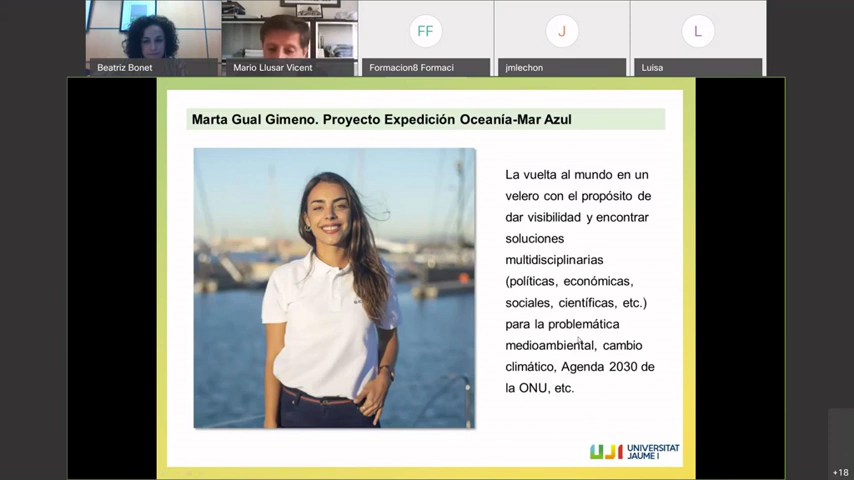 FF
J
L
Beatriz Bonet
Mario Llusar Vicent
Formacion8 Formaci
jmlechon
Luisa
Marta Gual Gimeno. Proyecto Expedición Oceanía-Mar Azul
La vuelta al mundo en un
velero con el propósito de
dar visibilidad y encontrar
soluciones
multidisciplinarias
(políticas, económicas,
sociales, científicas, etc.)
para la problemática
medioambiental, cambio
climático, Agenda 2030 de
la ONU, etc.
UJI UNIVERSITAT
JAUME I
+18